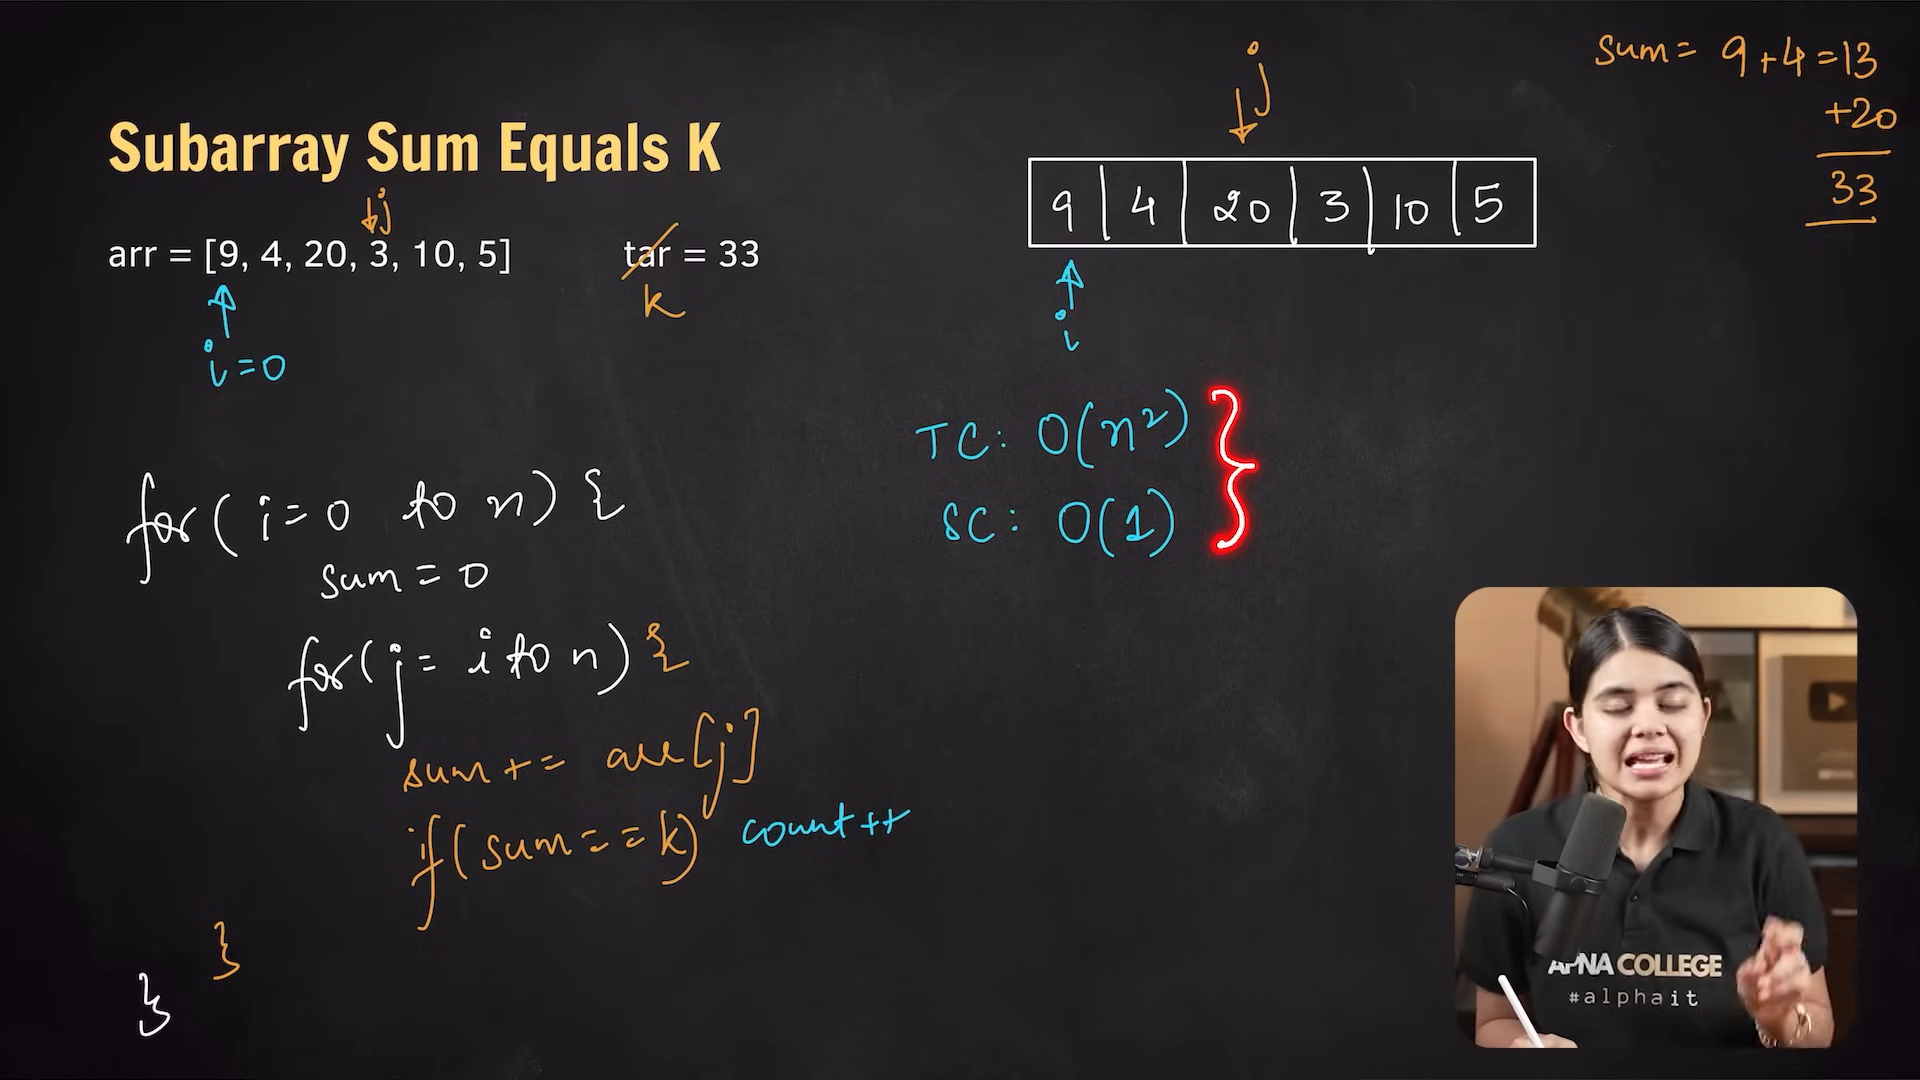 sum = 9+4=13
+20
33
j
Subarray Sum Equals K
9 4 20 3 10 5
j
arr = [9, 4, 20, 3, 10, 5] tar = 33
k
i
i=0
TC: O(n²)
SC: O(1)
for( i=0 to n) {
sum = 0
for(j= i to n) {
sum += arr[j]
if(sum==k) count++
}
}
APNA COLLEGE
#alphait